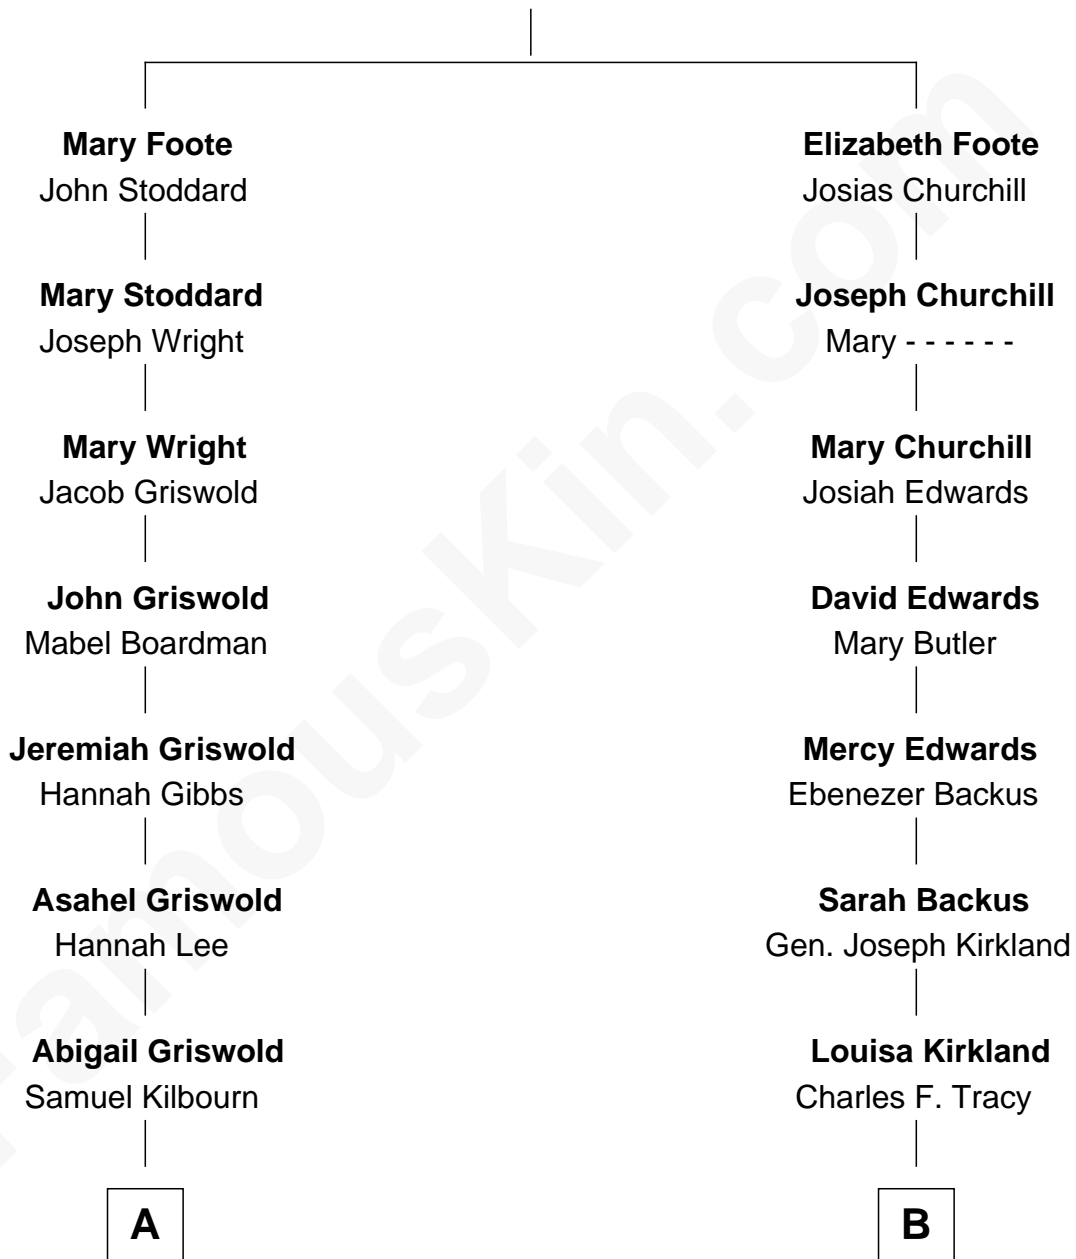 Mary Foote
John Stoddard
Mary Stoddard
Joseph Wright
Mary Wright
Jacob Griswold
John Griswold
Mabel Boardman
Jeremiah Griswold
Hannah Gibbs
Asahel Griswold
Hannah Lee
Abigail Griswold
Samuel Kilbourn
A
Elizabeth Foote
Josias Churchill
Joseph Churchill
Mary - - - - - -
Mary Churchill
Josiah Edwards
David Edwards
Mary Butler
Mercy Edwards
Ebenezer Backus
Sarah Backus
Gen. Joseph Kirkland
Louisa Kirkland
Charles F. Tracy
B
FamousKin.com